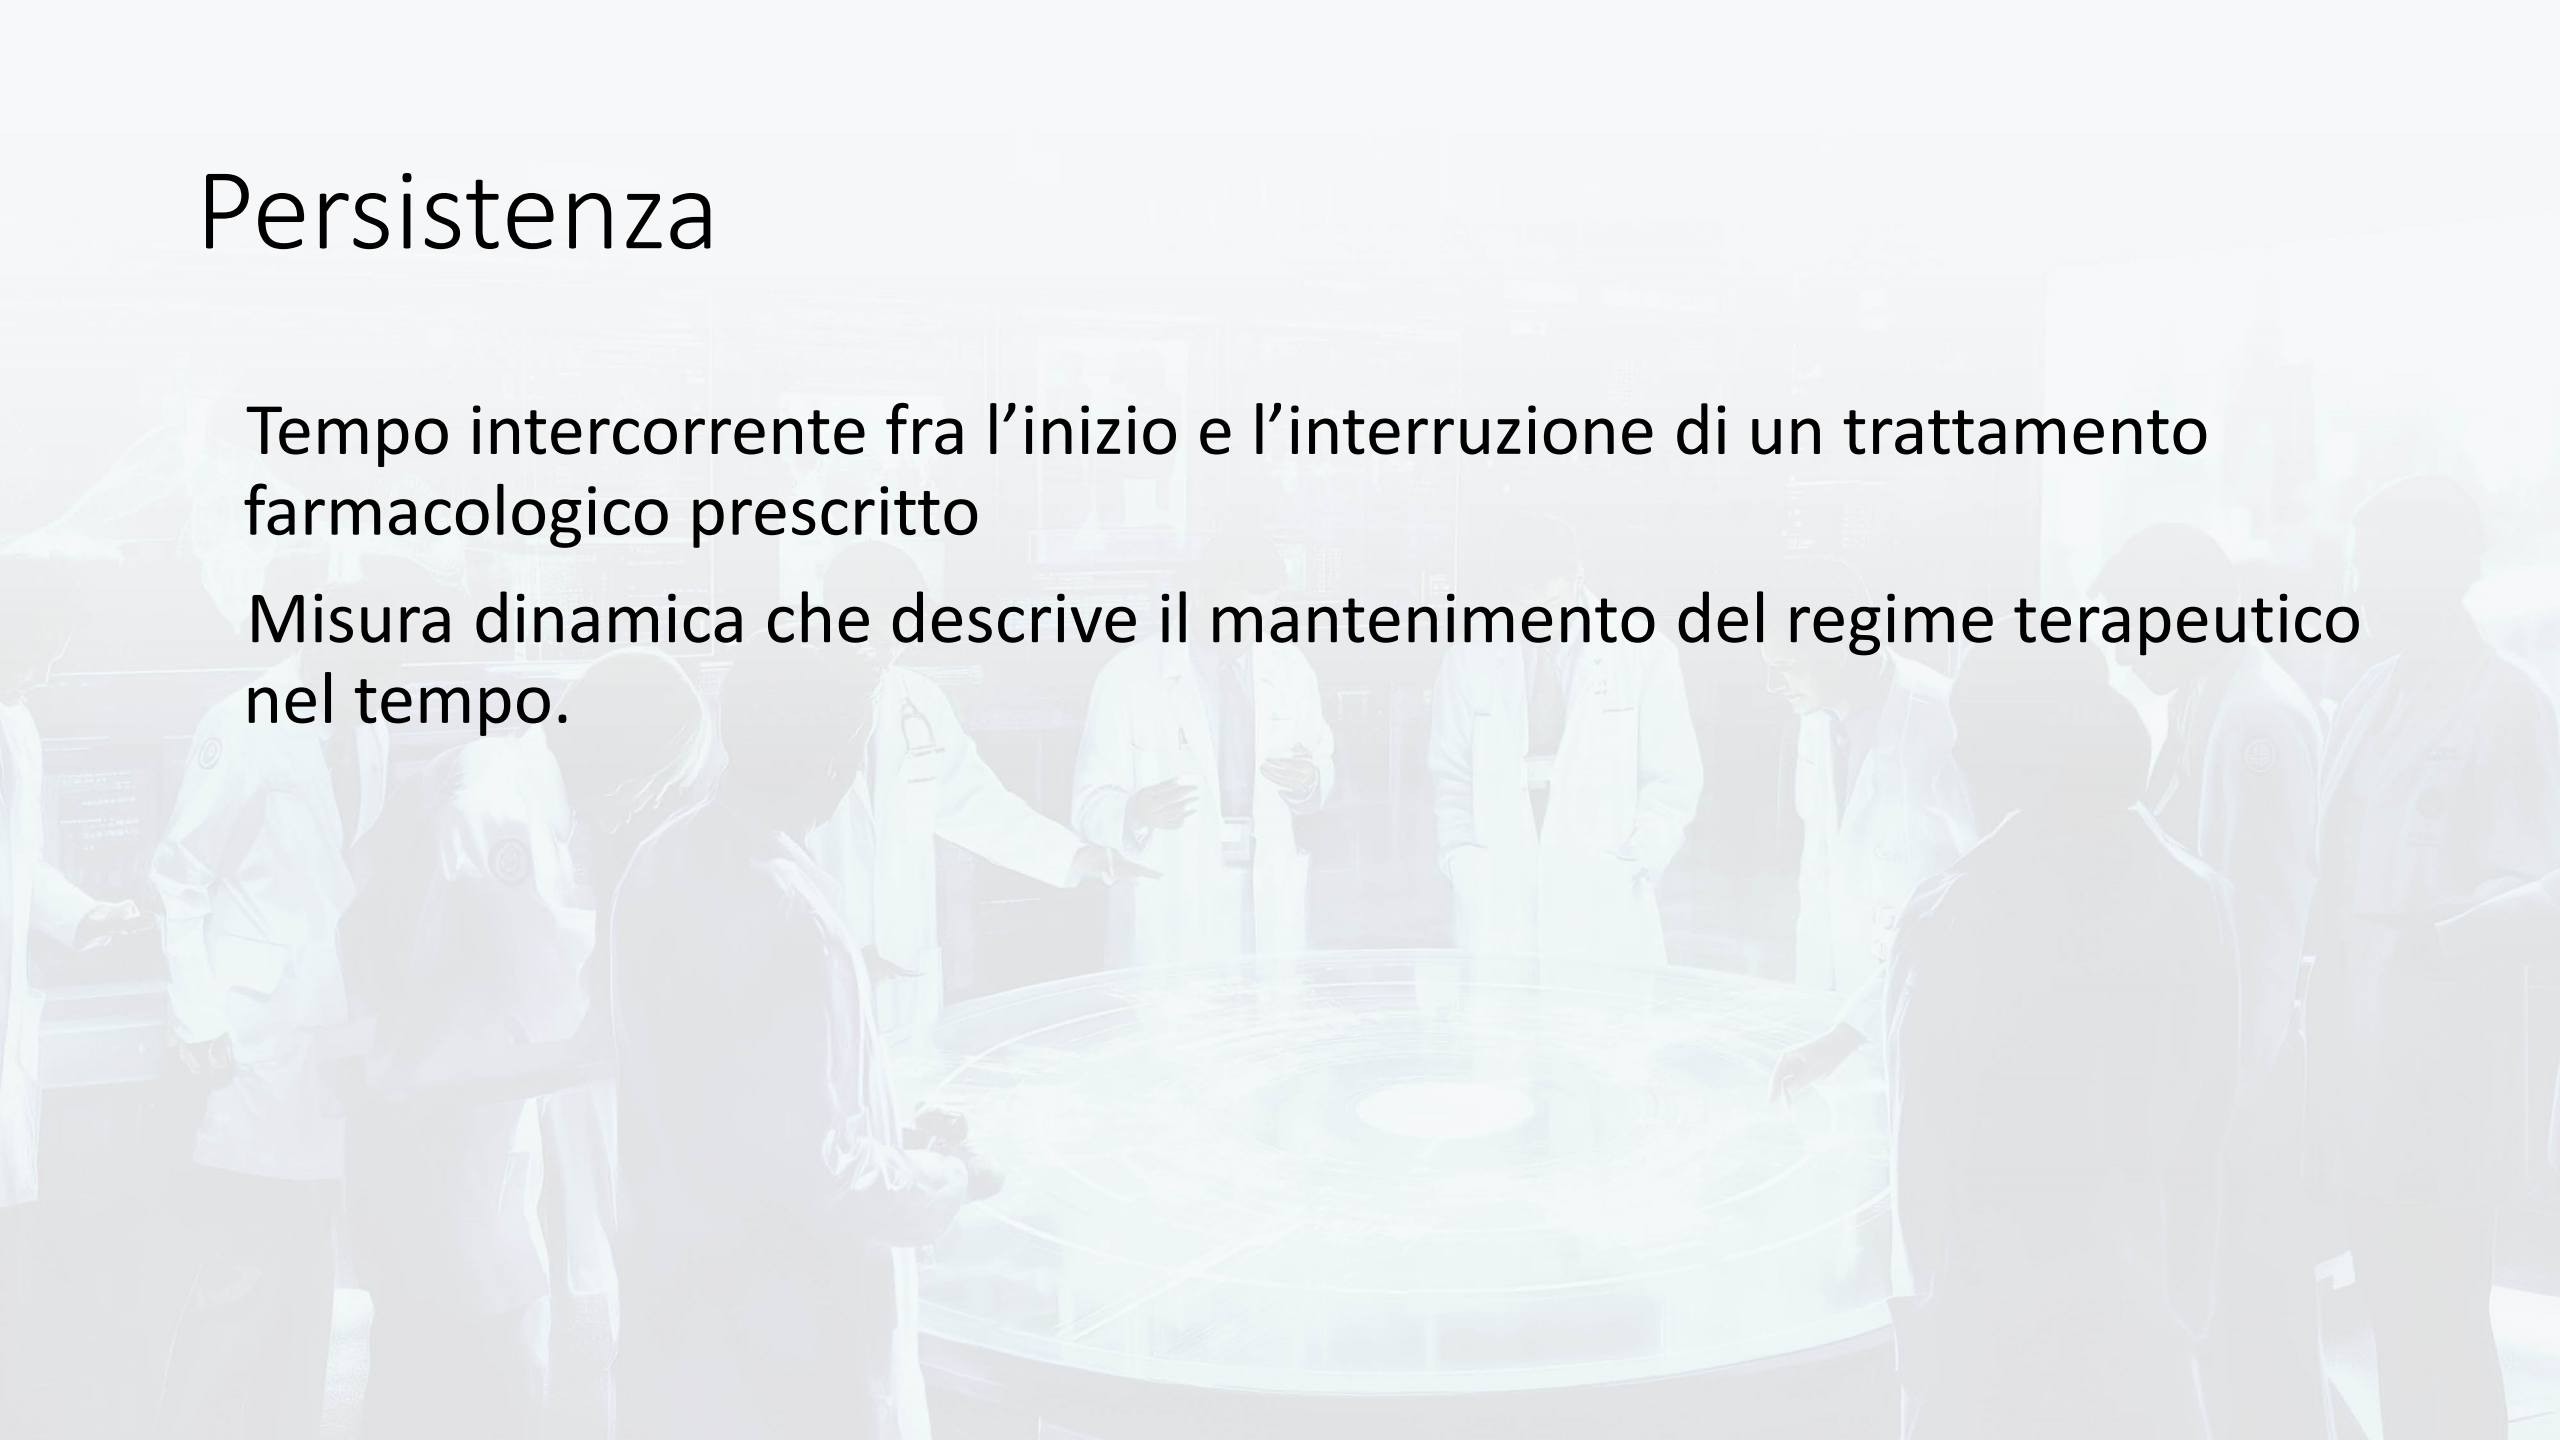 Persistenza
Tempo intercorrente fra l’inizio e l’interruzione di un trattamento
farmacologico prescritto
Misura dinamica che descrive il mantenimento del regime terapeutico
nel tempo.